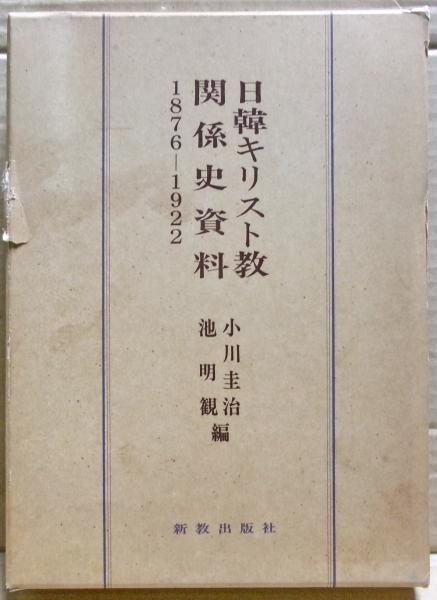 日韓キリスト教
関係史資料
1876―1922
小川圭治
池明観
編
新教出版社